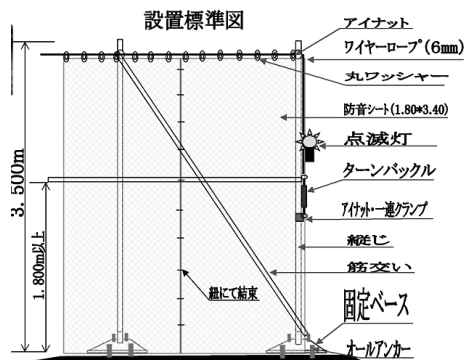 設置標準図
アイナット
ワイヤーロープ(6mm)
丸ワッシャー
防音シート(1.80*3.40)
点滅灯
ターンバックル
アイナット・一連クランプ
縦じ
筋交い
固定ベース
オールアンカー
3.500m
1.800m以上
紐にて結束